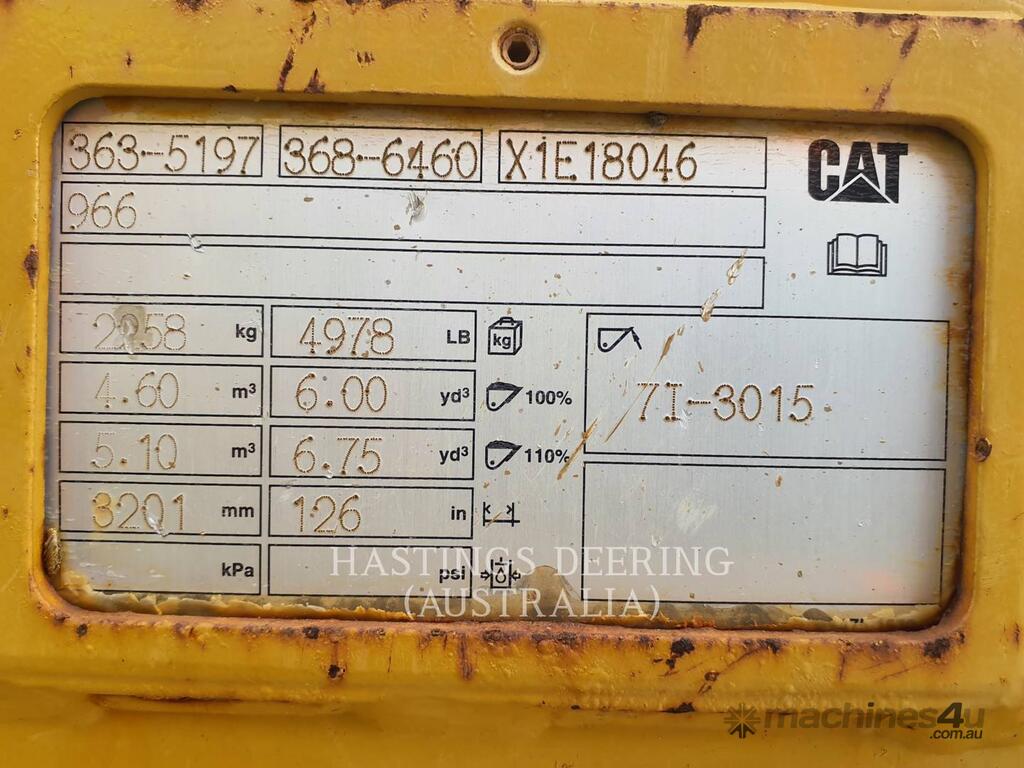 363-5197 368-6460 X1E18046 CAT
966
2258 kg 4978 LB kg
4.60 m³ 6.00 yd³ 100% 7I-3015
5.10 m³ 6.75 yd³ 110%
3201 mm 126 in
kPa psi
HASTINGS DEERING
(AUSTRALIA)
machines4u
.com.au